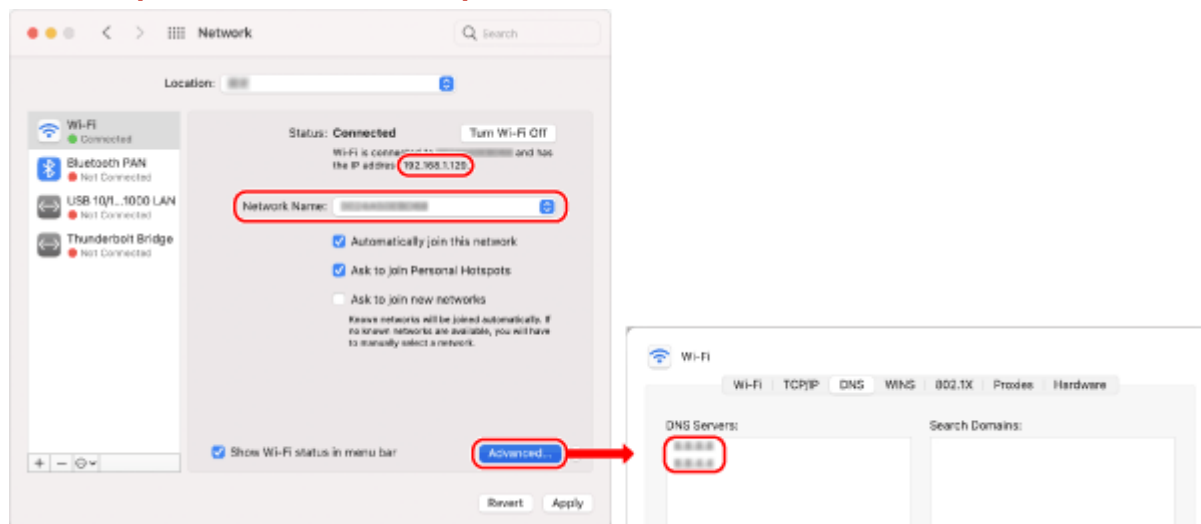 Network
Search
Location:
Wi-Fi
Connected
Bluetooth PAN
Not Connected
USB 10/1...1000 LAN
Not Connected
Thunderbolt Bridge
Not Connected
Status: Connected
Turn Wi-Fi Off
Wi-Fi is connected to and has
the IP address 192.168.1.120.
Network Name:
Automatically join this network
Ask to join Personal Hotspots
Ask to join new networks
Known networks will be joined automatically. If
no known networks are available, you will have
to manually select a network.
Show Wi-Fi status in menu bar
Advanced...
Revert
Apply
Wi-Fi
Wi-Fi TCP/IP DNS WINS 802.1X Proxies Hardware
DNS Servers:
Search Domains: